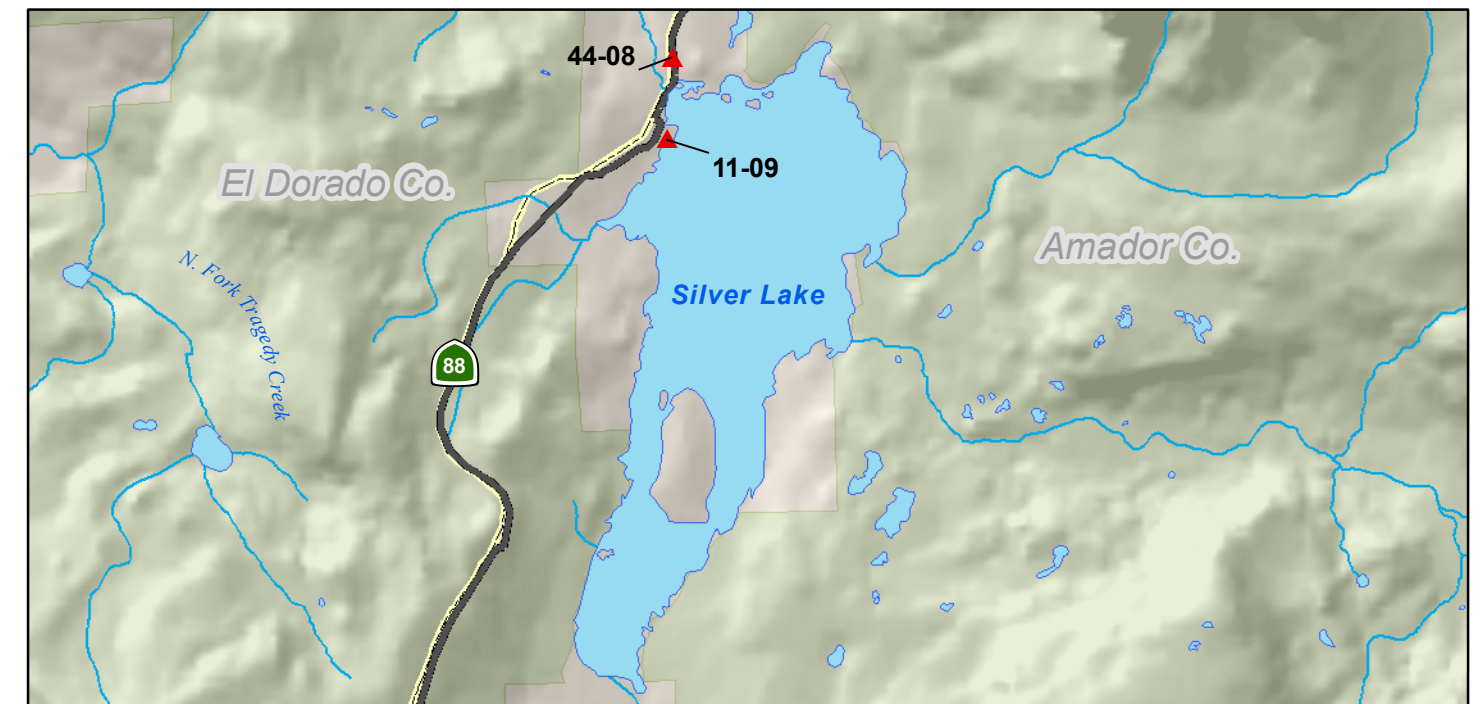 44-08
11-09
El Dorado Co.
Amador Co.
N. Fork Tragedy Creek
Silver Lake
88